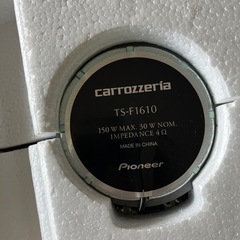 carrozzeria
TS-F1610
150 W MAX. 30 W NOM.
IMPEDANCE 4 Ω
MADE IN CHINA
Pioneer